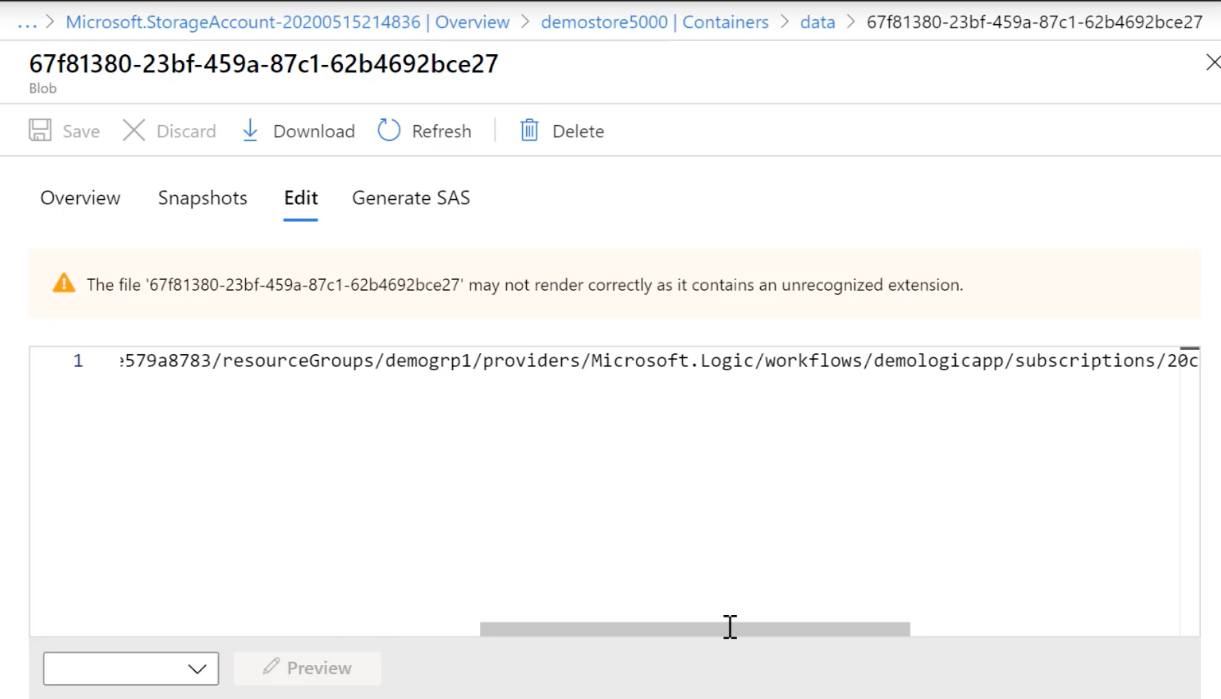 ... > Microsoft.StorageAccount-20200515214836 | Overview > demostore5000 | Containers > data > 67f81380-23bf-459a-87c1-62b4692bce27
67f81380-23bf-459a-87c1-62b4692bce27
Blob
Save Discard Download Refresh Delete
Overview Snapshots Edit Generate SAS
The file '67f81380-23bf-459a-87c1-62b4692bce27' may not render correctly as it contains an unrecognized extension.
1 e579a8783/resourceGroups/demogrp1/providers/Microsoft.Logic/workflows/demologicapp/subscriptions/20c
Preview